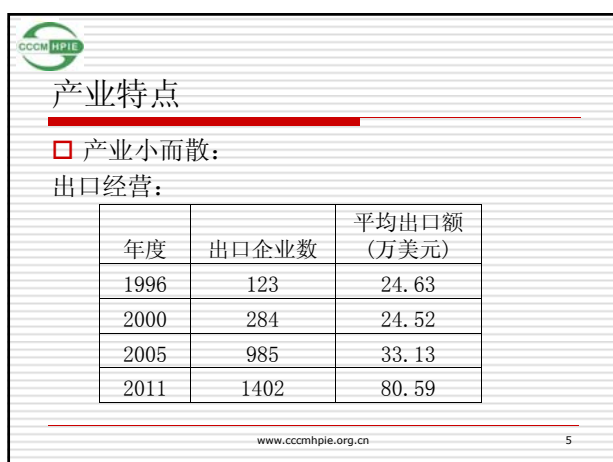 CCCM HPIE
产业特点
产业小而散：
出口经营：
年度 出口企业数 平均出口额
(万美元)
1996 123 24.63
2000 284 24.52
2005 985 33.13
2011 1402 80.59
www.cccmhpie.org.cn 5